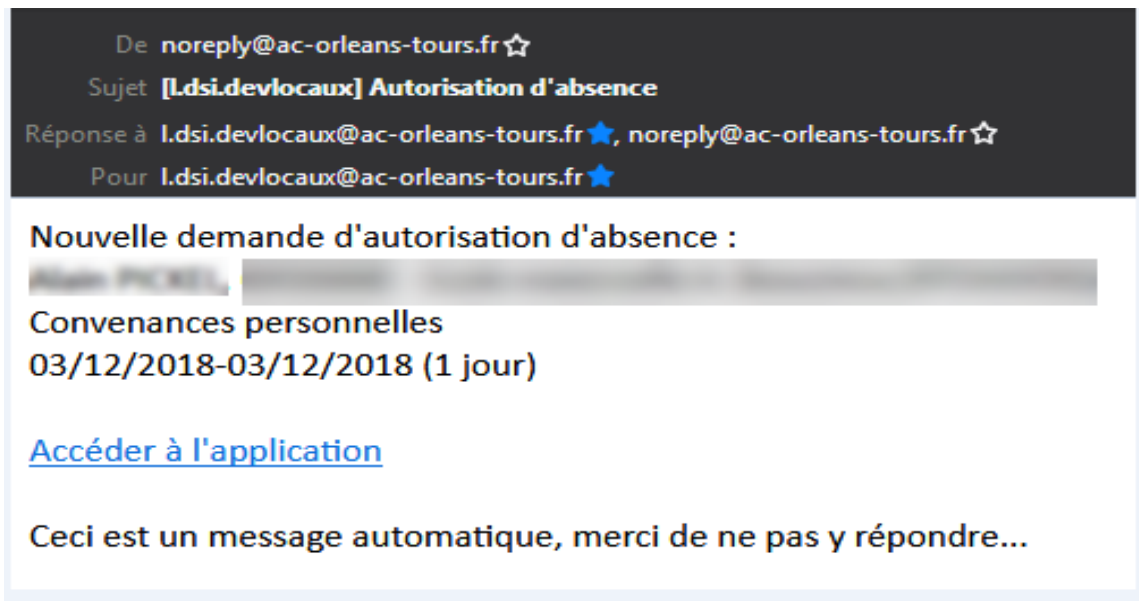 De noreply@ac-orleans-tours.fr
Sujet [l.dsi.devlocaux] Autorisation d'absence
Réponse à l.dsi.devlocaux@ac-orleans-tours.fr, noreply@ac-orleans-tours.fr
Pour l.dsi.devlocaux@ac-orleans-tours.fr
Nouvelle demande d'autorisation d'absence :
Convenances personnelles
03/12/2018-03/12/2018 (1 jour)
Accéder à l'application
Ceci est un message automatique, merci de ne pas y répondre...